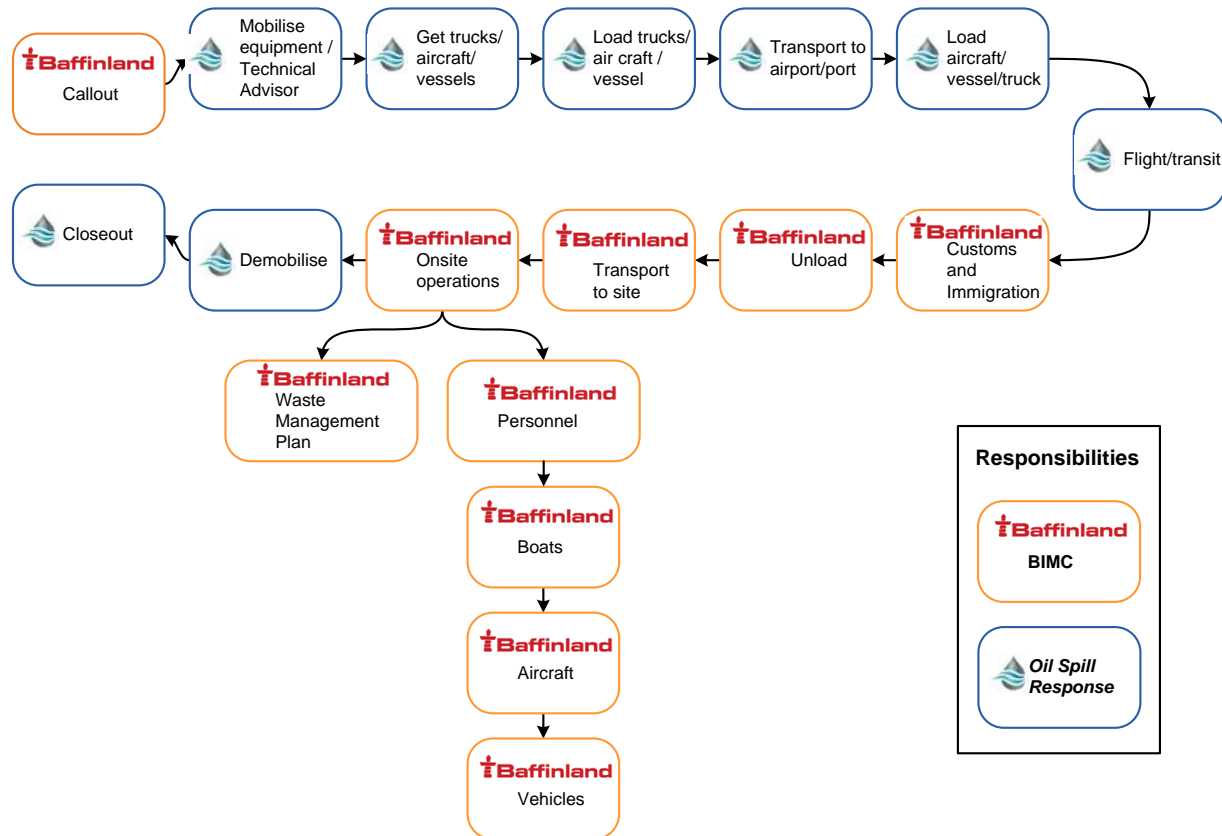 Baffinland
Callout
Mobilise
equipment /
Technical
Advisor
Get trucks/
aircraft/
vessels
Load trucks/
air craft /
vessel
Transport to
airport/port
Load
aircraft/
vessel/truck
Flight/transit
Closeout
Demobilise
Baffinland
Onsite
operations
Baffinland
Transport
to site
Baffinland
Unload
Baffinland
Customs
and
Immigration
Baffinland
Waste
Management
Plan
Baffinland
Personnel
Baffinland
Boats
Baffinland
Aircraft
Baffinland
Vehicles
Responsibilities
Baffinland
BIMC
Oil Spill
Response